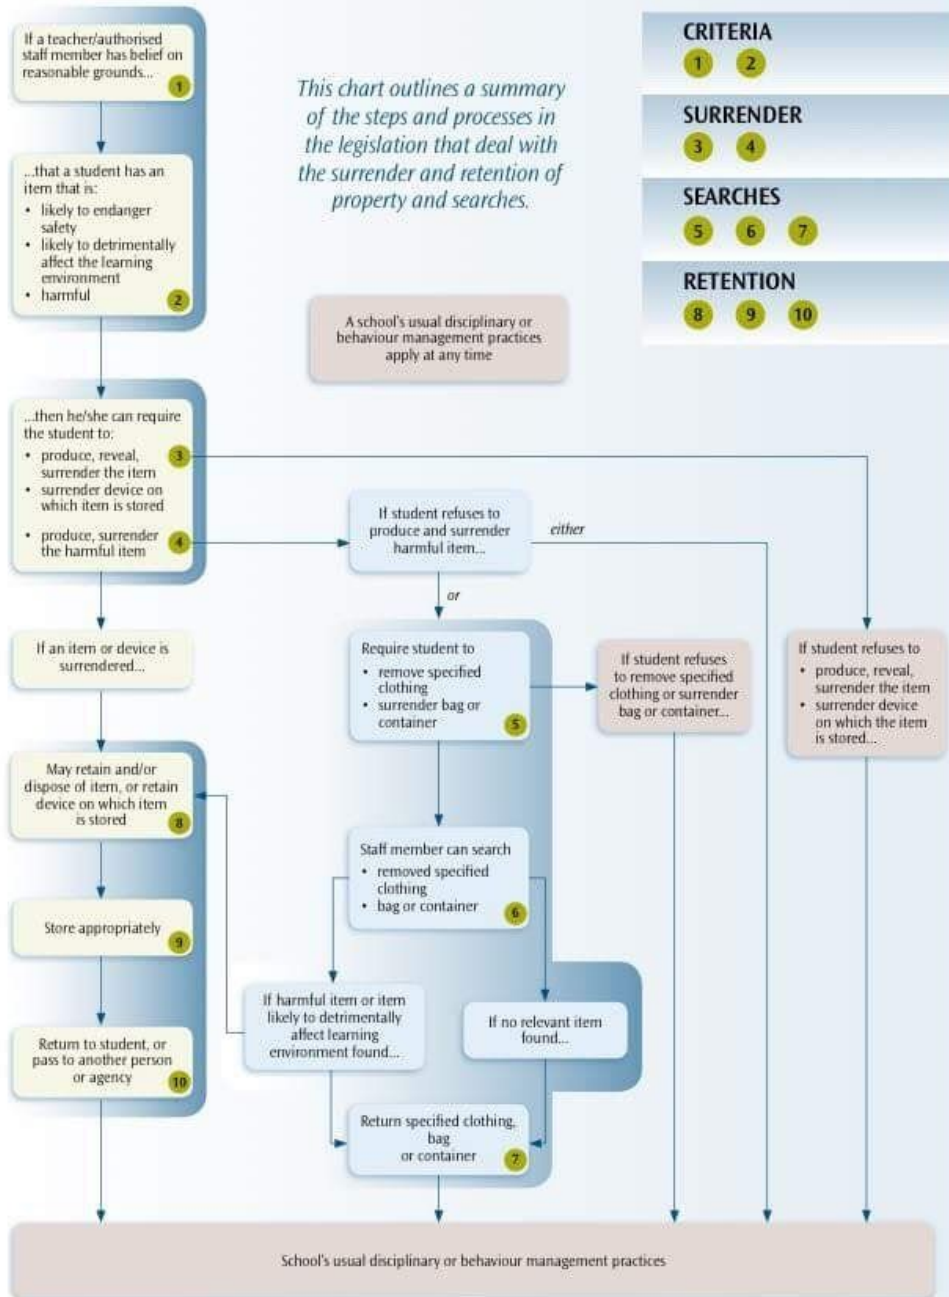 If a teacher/authorised
staff member has belief on
reasonable grounds...
1
...that a student has an
item that is:
• likely to endanger
safety
• likely to detrimentally
affect the learning
environment
• harmful
2
This chart outlines a summary
of the steps and processes in
the legislation that deal with
the surrender and retention of
property and searches.
CRITERIA
1 2
SURRENDER
3 4
SEARCHES
5 6 7
RETENTION
8 9 10
A school's usual disciplinary or
behaviour management practices
apply at any time
...then he/she can require
the student to:
• produce, reveal,
surrender the item
3
• surrender device on
which item is stored
• produce, surrender
the harmful item
4
If student refuses to
produce and surrender
harmful item...
either
or
If an item or device is
surrendered...
Require student to
• remove specified
clothing
• surrender bag or
container
5
If student refuses
to remove specified
clothing or surrender
bag or container...
If student refuses to
• produce, reveal,
surrender the item
• surrender device
on which the item
is stored...
May retain and/or
dispose of item, or retain
device on which item
is stored
8
Staff member can search
• removed specified
clothing
• bag or container
6
Store appropriately
9
If harmful item or item
likely to detrimentally
affect learning
environment found...
If no relevant item
found...
Return to student, or
pass to another person
or agency
10
Return specified clothing,
bag
or container
7
School's usual disciplinary or behaviour management practices